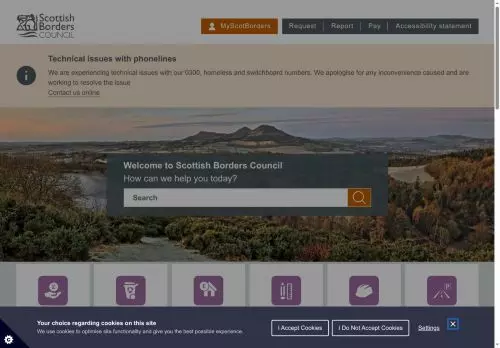 Scottish
Borders
COUNCIL
MyScotBorders
Request
Report
Pay
Accessibility statement
Technical issues with phonelines
We are experiencing technical issues with our 0300, homeless and switchboard numbers. We apologise for any inconvenience caused and are
working to resolve the issue
Contact us online
Welcome to Scottish Borders Council
How can we help you today?
Search
Your choice regarding cookies on this site
We use cookies to optimise site functionality and give you the best possible experience.
I Accept Cookies
I Do Not Accept Cookies
Settings